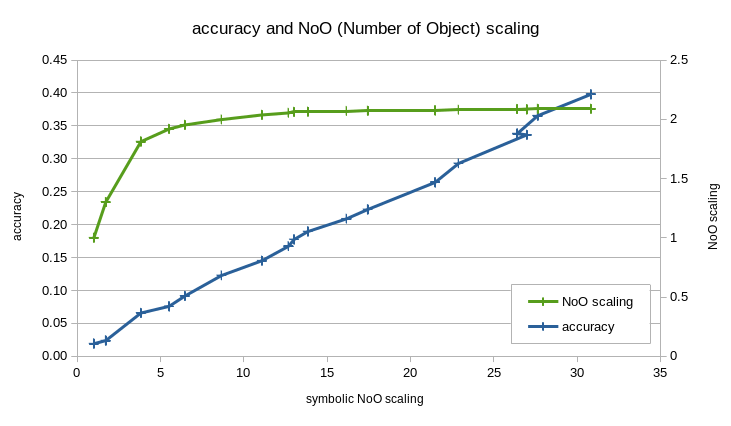 accuracy and NoO (Number of Object) scaling
0.45
0.40
0.35
0.30
0.25
0.20
0.15
0.10
0.05
0.00
accuracy
2.5
2
1.5
1
0.5
0
NoO scaling
NoO scaling
accuracy
0 5 10 15 20 25 30 35
symbolic NoO scaling